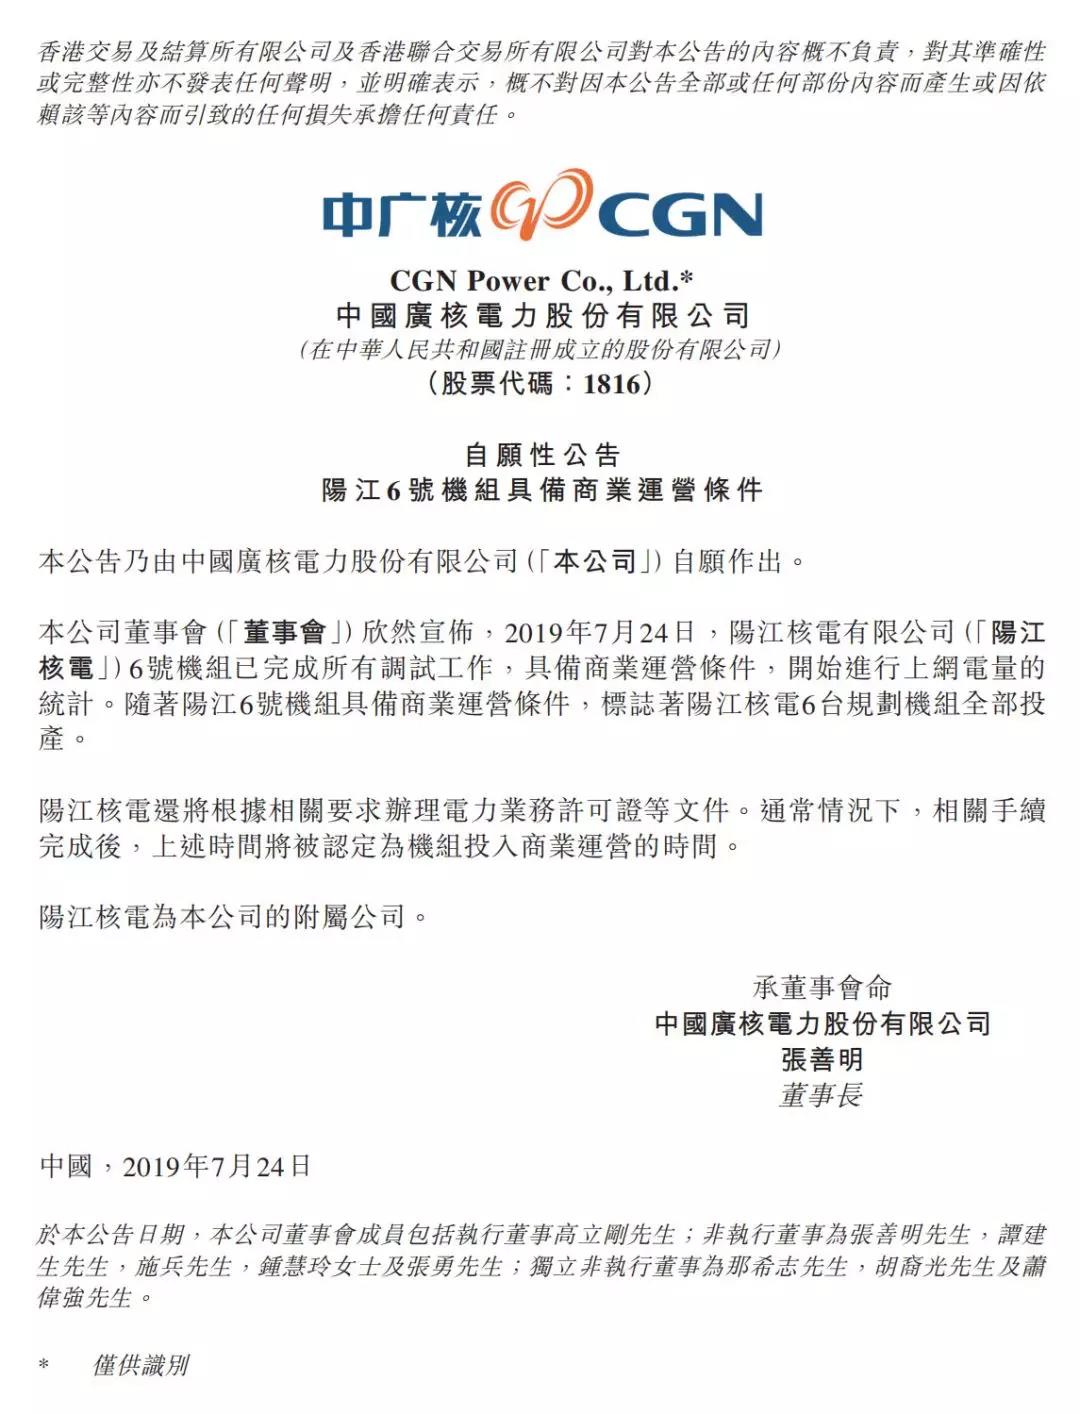 香港交易及結算所有限公司及香港聯合交易所有限公司對本公告的內容概不負責，對其準確性
或完整性亦不發表任何聲明，並明確表示，概不對因本公告全部或任何部份內容而產生或因依
賴該等內容而引致的任何損失承擔任何責任。
中广核 CGN
CGN Power Co., Ltd.*
中國廣核電力股份有限公司
（在中華人民共和國註冊成立的股份有限公司）
（股票代碼：1816）
自願性公告
陽江6號機組具備商業運營條件
本公告乃由中國廣核電力股份有限公司（「本公司」）自願作出。
本公司董事會（「董事會」）欣然宣佈，2019年7月24日，陽江核電有限公司（「陽江
核電」）6號機組已完成所有調試工作，具備商業運營條件，開始進行上網電量的
統計。隨著陽江6號機組具備商業運營條件，標誌著陽江核電6台規劃機組全部投
產。
陽江核電還將根據相關要求辦理電力業務許可證等文件。通常情況下，相關手續
完成後，上述時間將被認定為機組投入商業運營的時間。
陽江核電為本公司的附屬公司。
承董事會命
中國廣核電力股份有限公司
張善明
董事長
中國，2019年7月24日
於本公告日期，本公司董事會成員包括執行董事高立剛先生；非執行董事為張善明先生，譚建
生先生，施兵先生，鍾慧玲女士及張勇先生；獨立非執行董事為那希志先生，胡裔光先生及蕭
偉強先生。
* 僅供識別